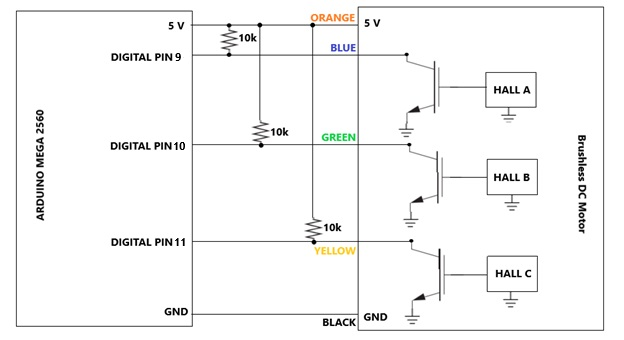 ORANGE
5 V
5 V
10k
BLUE
DIGITAL PIN 9
HALL A
ARDUINO MEGA 2560
10k
GREEN
DIGITAL PIN 10
HALL B
Brushless DC Motor
10k
DIGITAL PIN 11
YELLOW
HALL C
GND
BLACK
GND